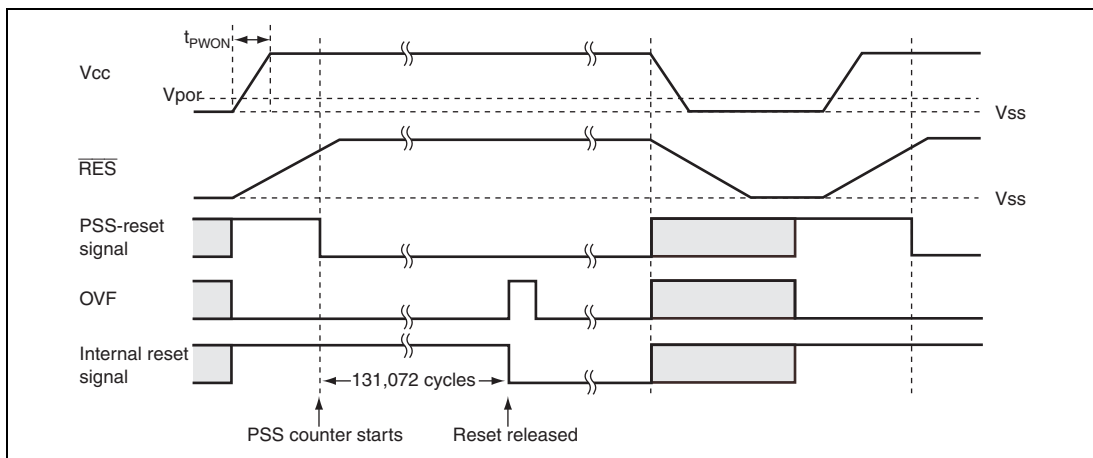 tPWON
Vcc
Vpor
Vss
RES
Vss
PSS-reset
signal
OVF
Internal reset
signal
131,072 cycles
PSS counter starts
Reset released